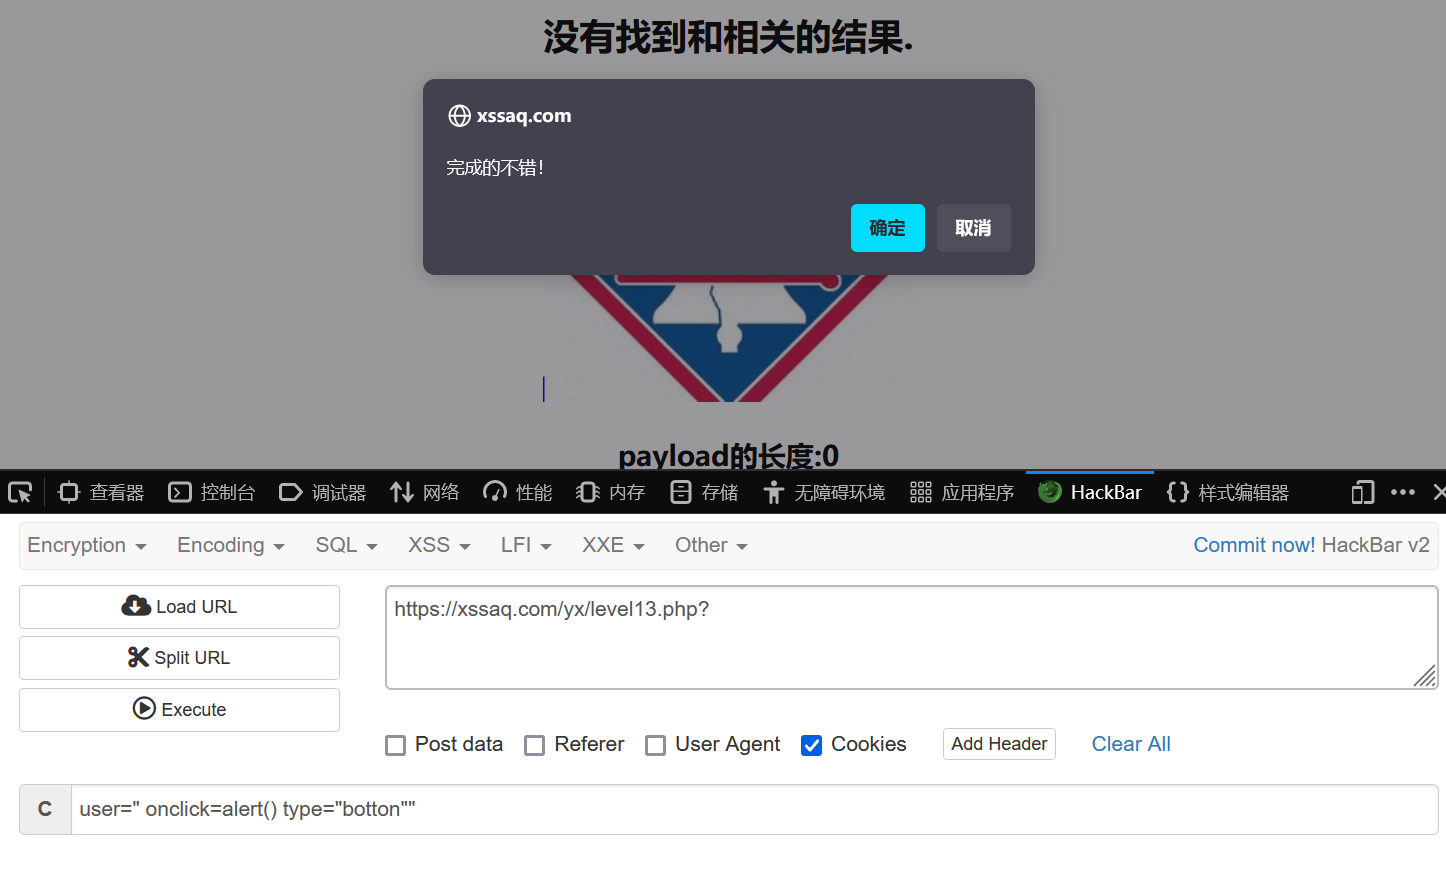 没有找到和相关的结果.
xssaq.com
完成的不错!
确定 取消
payload的长度:0
查看器 控制台 调试器 网络 性能 内存 存储 无障碍环境 应用程序 HackBar 样式编辑器
Encryption Encoding SQL XSS LFI XXE Other Commit now! HackBar v2
Load URL
https://xssaq.com/yx/level13.php?
Split URL
Execute
Post data Referer User Agent Cookies Add Header Clear All
C user=" onclick=alert() type="botton""